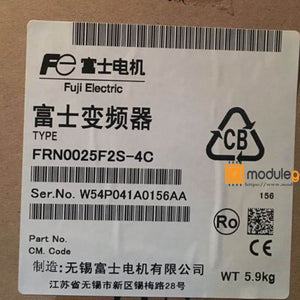 Fe 富士电机
Fuji Electric
富士变频器
TYPE
FRN0025F2S-4C
CB
moduleg
Ser.No. W54P041A0156AA
156
Part No.
CM. Code
Ro
制造:无锡富士电机有限公司
WT 5.9kg
江苏省无锡市新区锡梅路28号